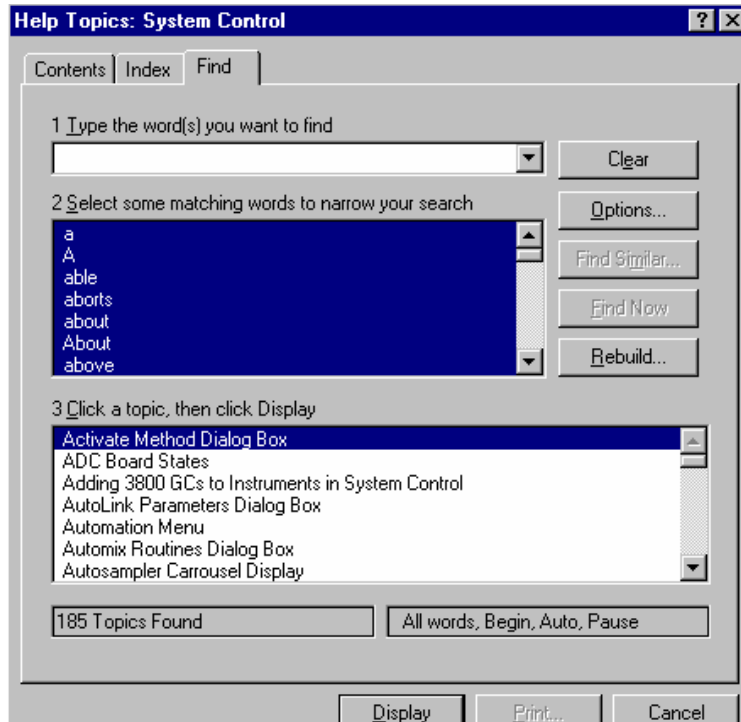 Help Topics: System Control
Contents Index Find
1 Type the word(s) you want to find
Clear
2 Select some matching words to narrow your search
Options...
a
A
able
aborts
about
About
above
Find Similar...
Find Now
Rebuild...
3 Click a topic, then click Display
Activate Method Dialog Box
ADC Board States
Adding 3800 GCs to Instruments in System Control
AutoLink Parameters Dialog Box
Automation Menu
Automix Routines Dialog Box
Autosampler Carrousel Display
185 Topics Found
All words, Begin, Auto, Pause
Display Print... Cancel